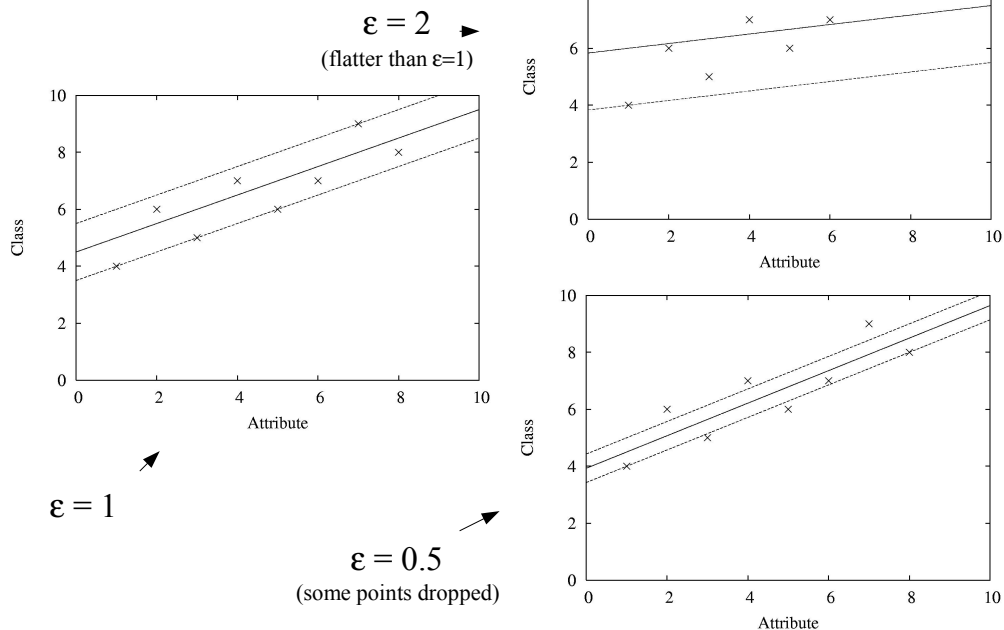 ε = 2
(flatter than ε=1)
Class
6
4
2
0
0 2 4 6 8 10
Attribute
10
8
6
4
2
0
Class
0 2 4 6 8 10
Attribute
ε = 1
10
8
6
4
2
0
Class
0 2 4 6 8 10
Attribute
ε = 0.5
(some points dropped)